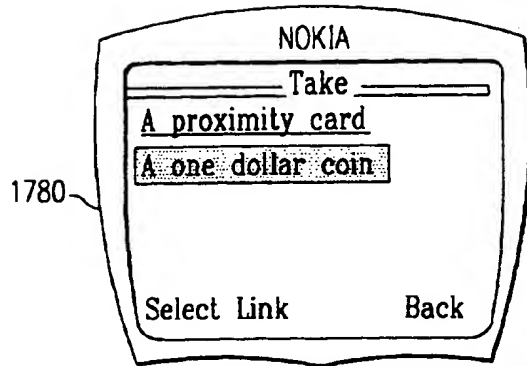 NOKIA
Take
A proximity card
A one dollar coin
1780
Select Link Back